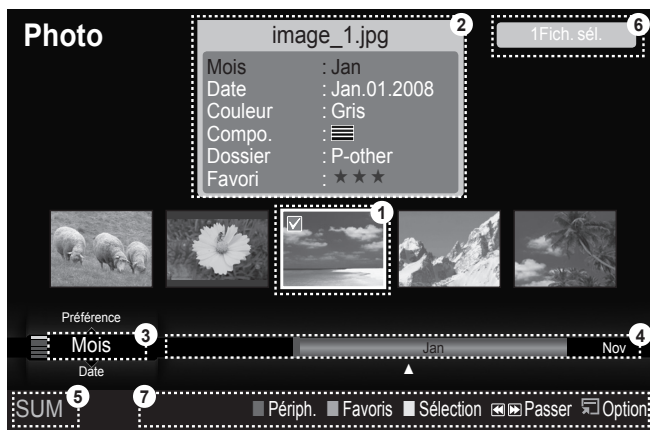 Photo
image_1.jpg
2
1Fich. sél.
6
Mois : Jan
Date : Jan.01.2008
Couleur : Gris
Compo. :
Dossier : P-other
Favori : ★★★
1
Préférence
Mois
3
Jan
Nov
4
Date
SUM
5
7
Périph. Favoris Sélection Passer Option